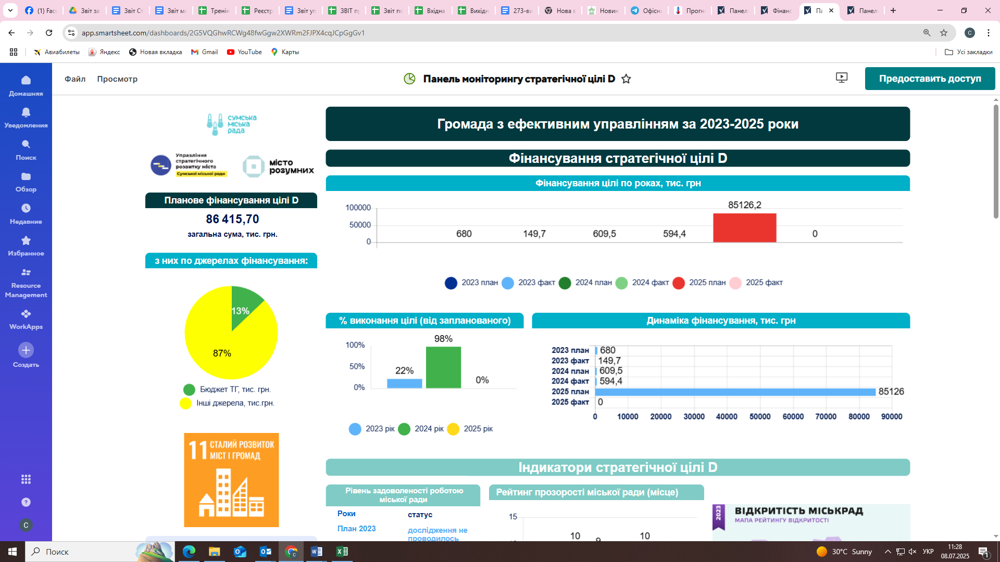 (1) Face
Звіт за
Звіт Ст
Звіт мо
Тренін
Реєстр
Звіт уп
ЗВІТ п
Звіт по
Вхідна
Вихідн
273-ви
Нова в
Новин
Офісн
Прогн
Панел
Фінанс
Па
Панел
app.smartsheet.com/dashboards/2G5VQGhwRCWg48fwGgw2XWRm2FJPX4cqJCpGgGv1
C
Авиабилеты
Яндекс
Новая вкладка
Gmail
YouTube
Карты
Усі закладки
Файл
Просмотр
Панель моніторингу стратегічної цілі D
Предоставить доступ
Домашняя
Уведомления
Поиск
Обзор
Недавние
Избранное
Resource
Management
WorkApps
Создать
C
сумська
міська
рада
Управління
стратегічного
розвитку міста
Сумської міської ради
місто
розумних
Планове фінансування цілі D
86 415,70
загальна сума, тис. грн.
з них по джерелах фінансування:
13%
87%
Бюджет ТГ, тис. грн.
Інші джерела, тис.грн.
11 СТАЛИЙ РОЗВИТОК
МІСТ І ГРОМАД
Громада з ефективним управлінням за 2023-2025 роки
Фінансування стратегічної цілі D
Фінансування цілі по роках, тис. грн
100000
50000
0
680
149,7
609,5
594,4
85126,2
0
2023 план
2023 факт
2024 план
2024 факт
2025 план
2025 факт
% виконання цілі (від запланованого)
100%
50%
0%
22%
98%
0%
2023 рік
2024 рік
2025 рік
Динаміка фінансування, тис. грн
2023 план 680
2023 факт 149,7
2024 план 609,5
2024 факт 594,4
2025 план 85126
2025 факт 0
0 10000 20000 30000 40000 50000 60000 70000 80000 90000
Індикатори стратегічної цілі D
Рівень задоволеності роботою
міської ради
Роки
статус
План 2023
дослідження не
проводилось
Рейтинг прозорості міської ради (місце)
15
10
9
10
2023
ВІДКРИТІСТЬ МІСЬКРАД
МАПА РЕЙТИНГУ ВІДКРИТОСТІ
Поиск
30°C Sunny
УКР
11:28
08.07.2025
1